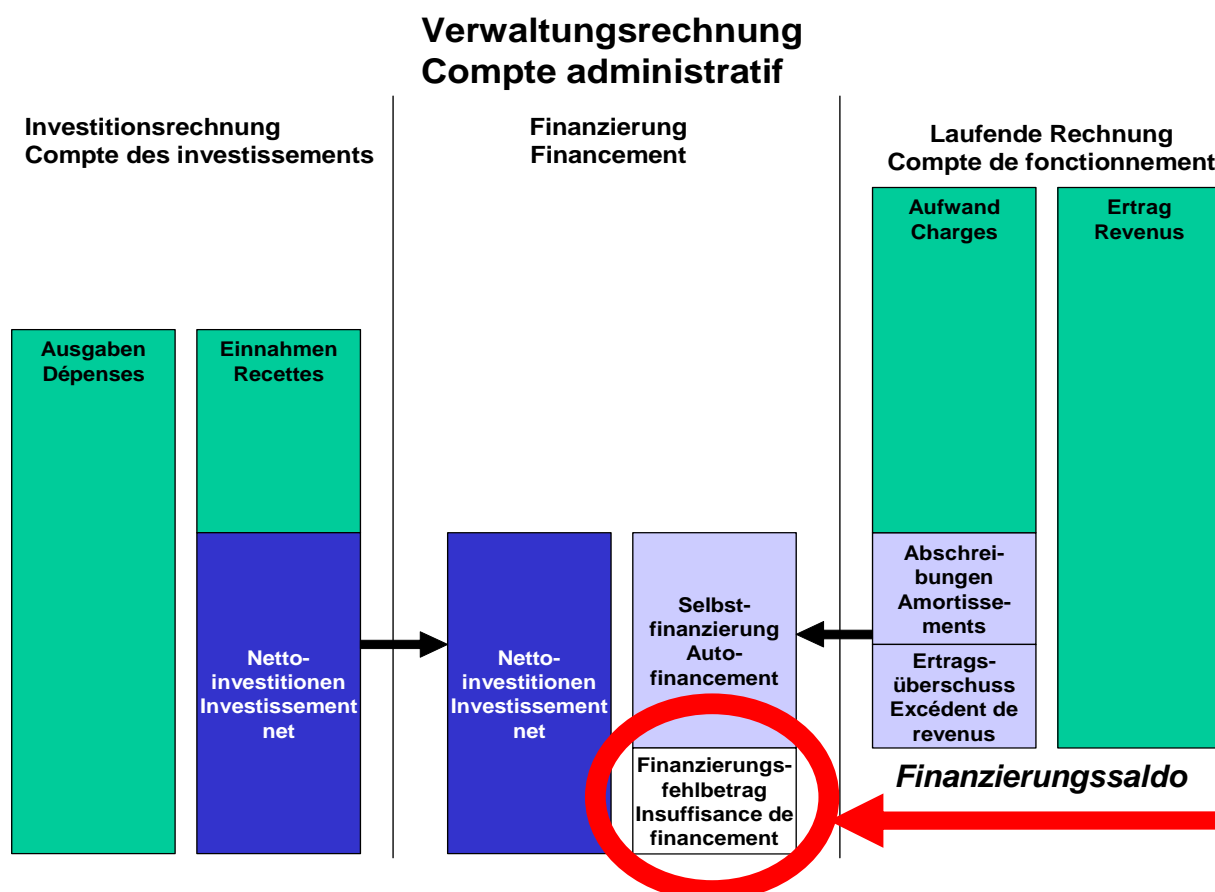 Verwaltungsrechnung
Compte administratif
Investitionsrechnung
Compte des investissements
Finanzierung
Financement
Laufende Rechnung
Compte de fonctionnement
Aufwand
Charges
Ertrag
Revenus
Ausgaben
Dépenses
Einnahmen
Recettes
Netto-
investitionen
Investissement
net
Netto-
investitionen
Investissement
net
Selbst-
finanzierung
Auto-
financement
Abschrei-
bungen
Amortisse-
ments
Ertrags-
überschuss
Excédent de
revenus
Finanzierungs-
fehlbetrag
Insuffisance de
financement
Finanzierungssaldo